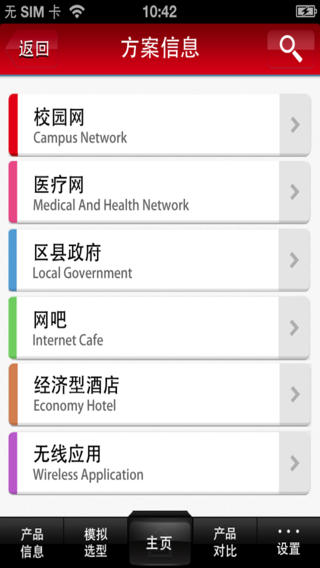 无 SIM 卡 10:42
返回 方案信息
校园网
Campus Network
医疗网
Medical And Health Network
区县政府
Local Government
网吧
Internet Cafe
经济型酒店
Economy Hotel
无线应用
Wireless Application
产品 模拟 主页 产品 设置
信息 选型 对比